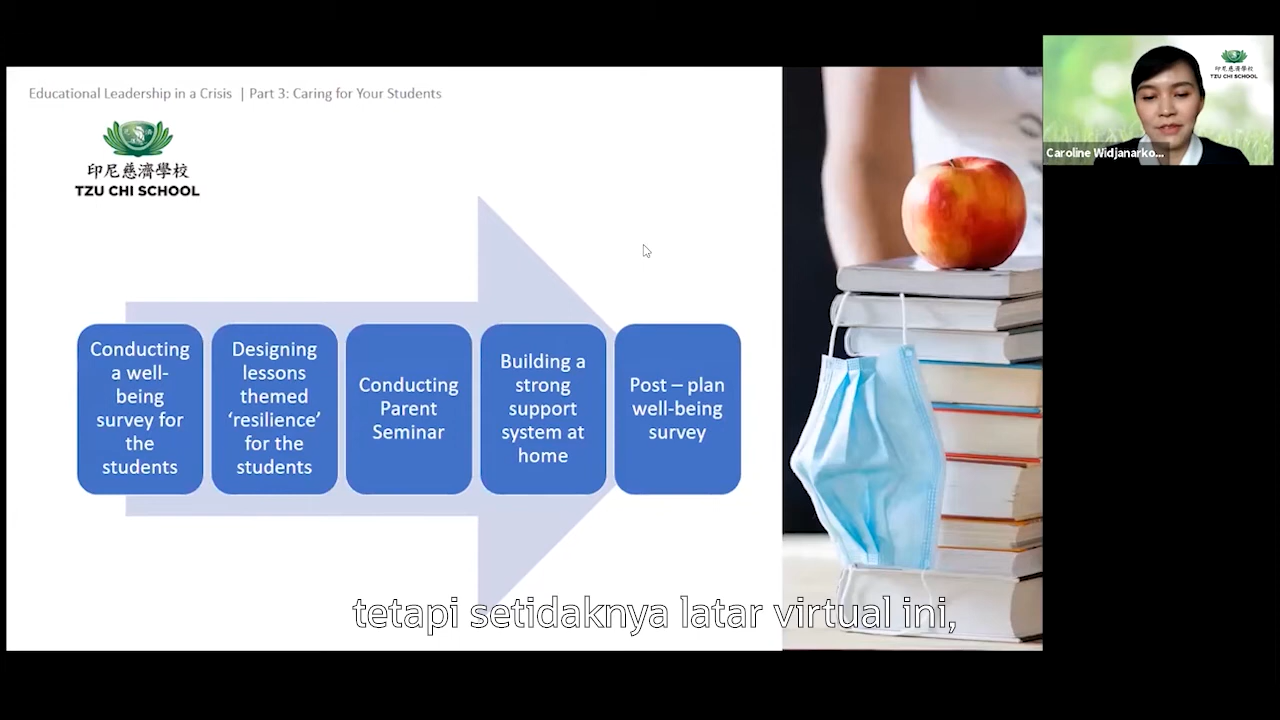 Educational Leadership in a Crisis | Part 3: Caring for Your Students
印尼慈濟學校
TZU CHI SCHOOL
Conducting
a well-
being
survey for
the
students
Designing
lessons
themed
‘resilience’
for the
students
Conducting
Parent
Seminar
Building a
strong
support
system at
home
Post – plan
well-being
survey
印尼慈濟學校
TZU CHI SCHOOL
Caroline Widjanarko...
tetapi setidaknya latar virtual ini,